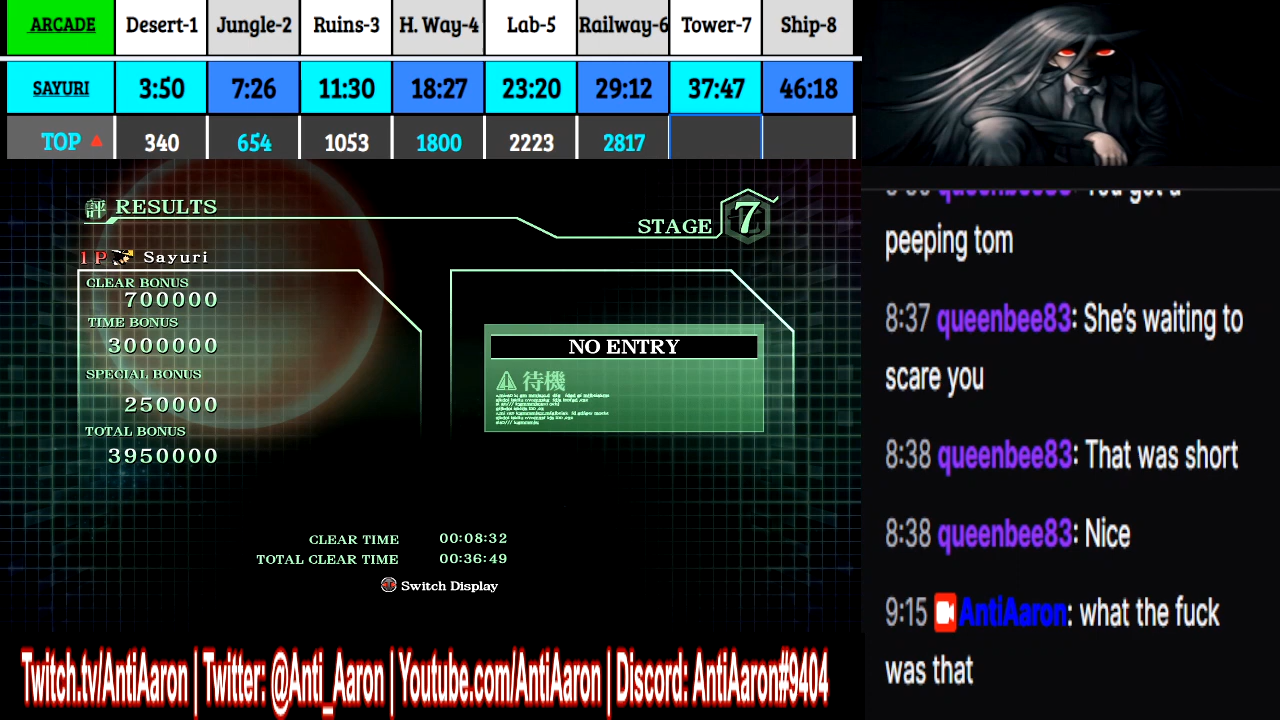 ARCADE Desert-1 Jungle-2 Ruins-3 H. Way-4 Lab-5 Railway-6 Tower-7 Ship-8
SAYURI 3:50 7:26 11:30 18:27 23:20 29:12 37:47 46:18
TOP 340 654 1053 1800 2223 2817
評 RESULTS
STAGE 7
1P Sayuri
CLEAR BONUS
700000
TIME BONUS
3000000
SPECIAL BONUS
250000
TOTAL BONUS
3950000
NO ENTRY
待機
CLEAR TIME 00:08:32
TOTAL CLEAR TIME 00:36:49
Switch Display
Twitch.tv/AntiAaron | Twitter: @Anti_Aaron | Youtube.com/AntiAaron | Discord: AntiAaron#9404
peeping tom
8:37 queenbee83: She's waiting to
scare you
8:38 queenbee83: That was short
8:38 queenbee83: Nice
9:15 AntiAaron: what the fuck
was that